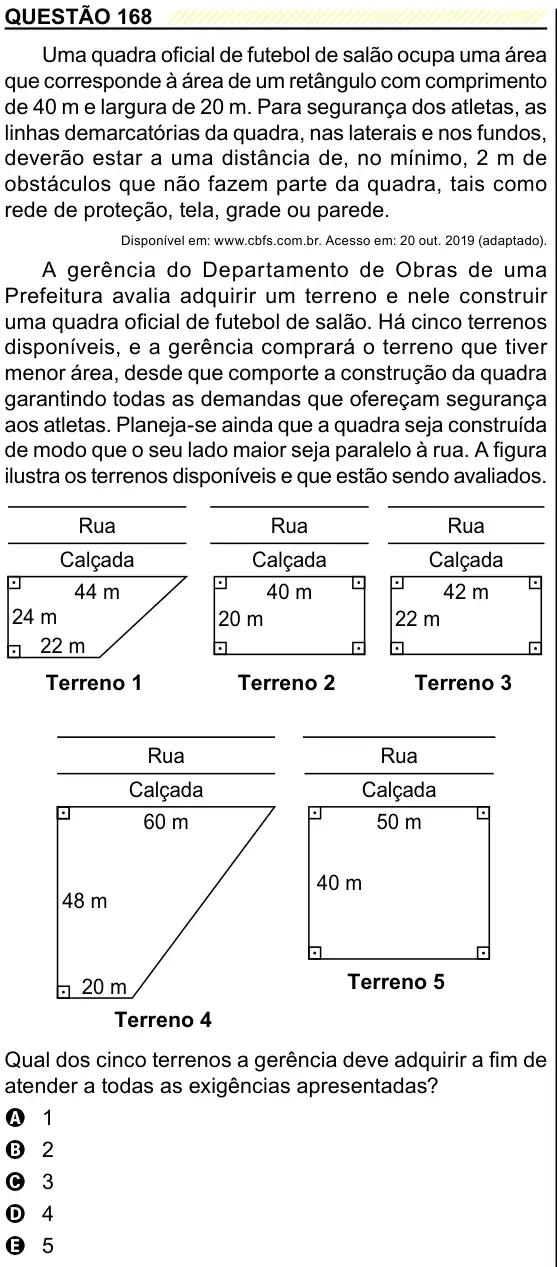 QUESTÃO 168
Uma quadra oficial de futebol de salão ocupa uma área
que corresponde à área de um retângulo com comprimento
de 40 m e largura de 20 m. Para segurança dos atletas, as
linhas demarcatórias da quadra, nas laterais e nos fundos,
deverão estar a uma distância de, no mínimo, 2 m de
obstáculos que não fazem parte da quadra, tais como
rede de proteção, tela, grade ou parede.
Disponível em: www.cbfs.com.br. Acesso em: 20 out. 2019 (adaptado).
A gerência do Departamento de Obras de uma
Prefeitura avalia adquirir um terreno e nele construir
uma quadra oficial de futebol de salão. Há cinco terrenos
disponíveis, e a gerência comprará o terreno que tiver
menor área, desde que comporte a construção da quadra
garantindo todas as demandas que ofereçam segurança
aos atletas. Planeja-se ainda que a quadra seja construída
de modo que o seu lado maior seja paralelo à rua. A figura
ilustra os terrenos disponíveis e que estão sendo avaliados.
Rua Rua Rua
Calçada Calçada Calçada
44 m 40 m 42 m
24 m 20 m 22 m
22 m
Terreno 1 Terreno 2 Terreno 3
Rua Rua
Calçada Calçada
60 m 50 m
40 m
48 m
20 m
Terreno 5
Terreno 4
Qual dos cinco terrenos a gerência deve adquirir a fim de
atender a todas as exigências apresentadas?
A 1
B 2
C 3
D 4
E 5